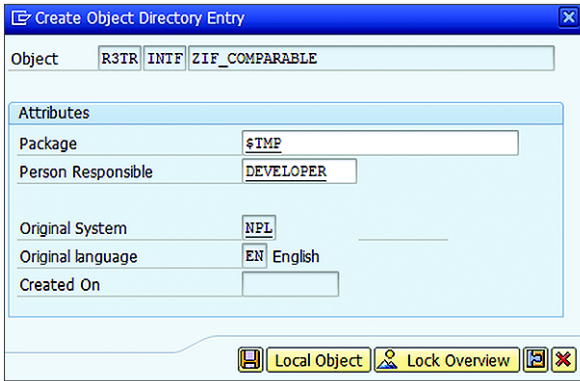 Create Object Directory Entry
Object R3TR INTF ZIF_COMPARABLE
Attributes
Package $TMP
Person Responsible DEVELOPER
Original System NPL
Original language EN English
Created On
Local Object Lock Overview